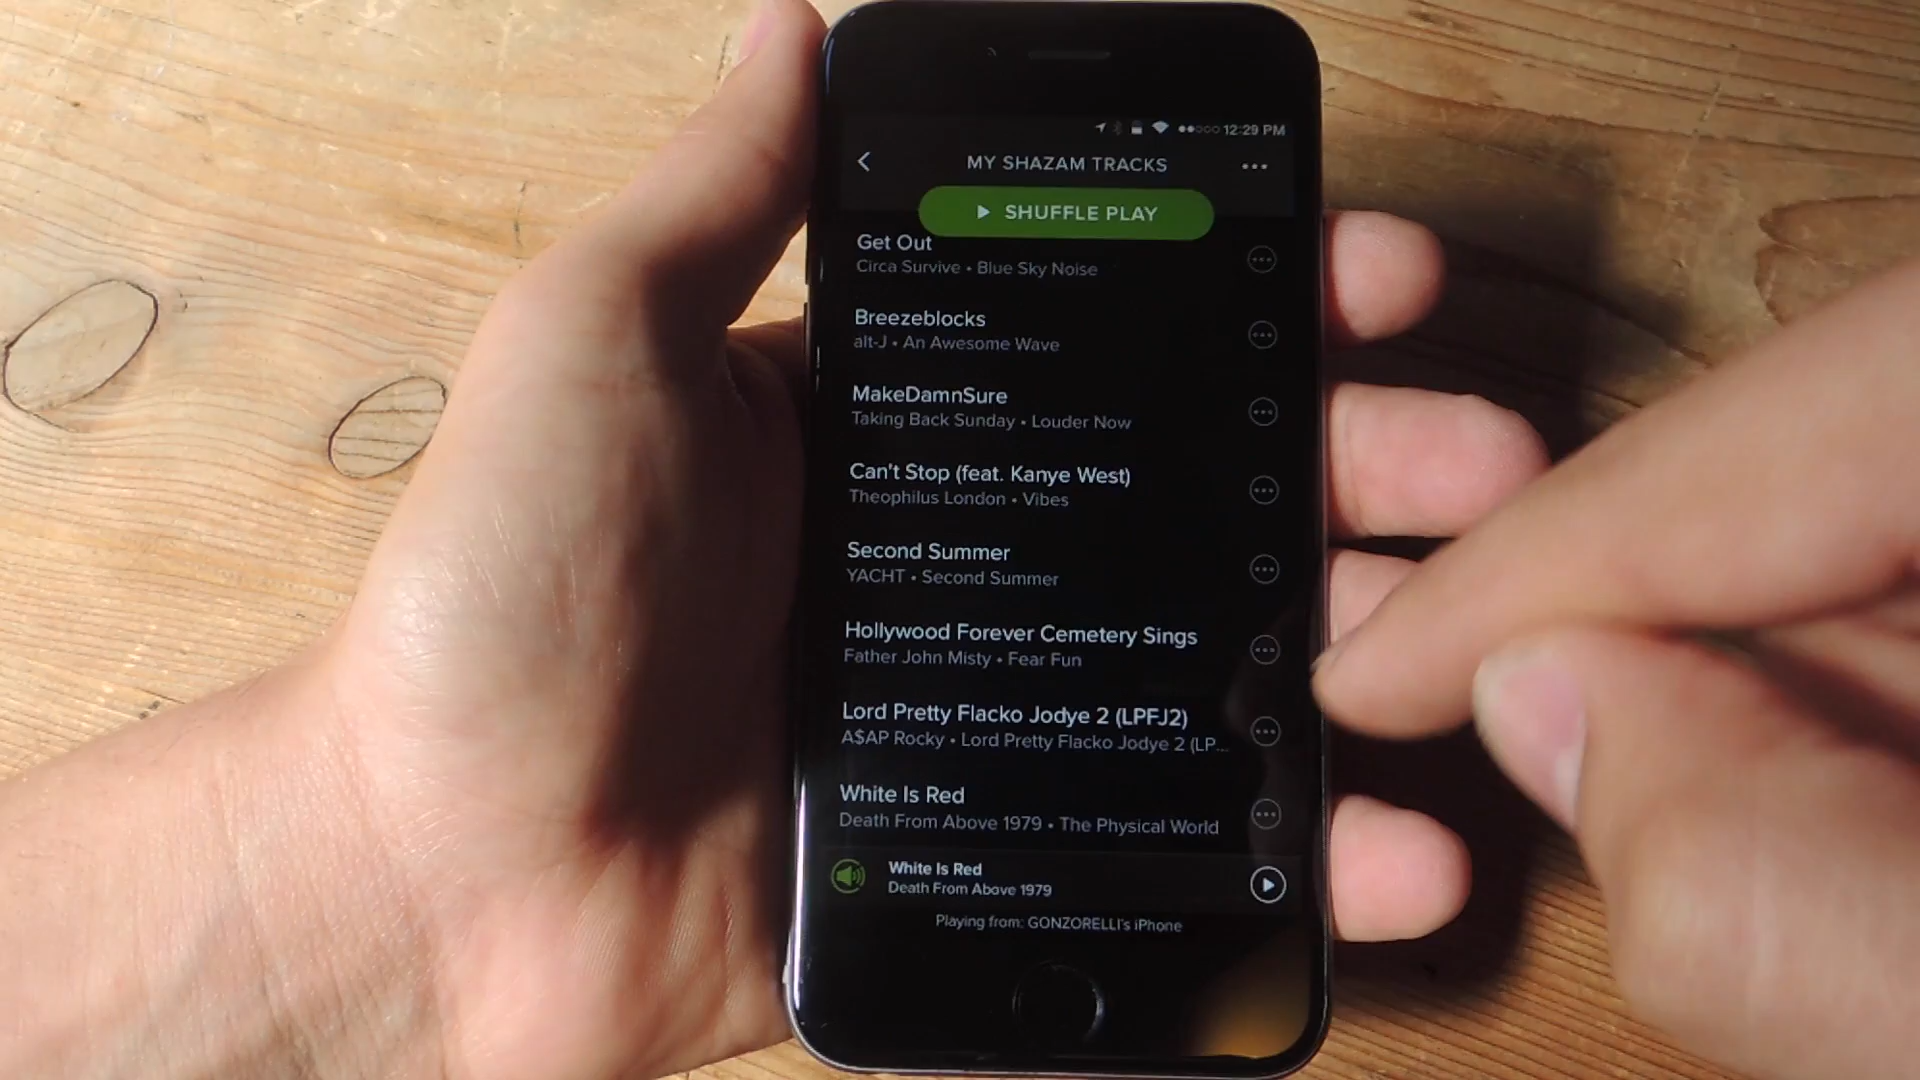 12:29 PM
MY SHAZAM TRACKS
SHUFFLE PLAY
Get Out
Circa Survive • Blue Sky Noise
Breezeblocks
alt-J • An Awesome Wave
MakeDamnSure
Taking Back Sunday • Louder Now
Can't Stop (feat. Kanye West)
Theophilus London • Vibes
Second Summer
YACHT • Second Summer
Hollywood Forever Cemetery Sings
Father John Misty • Fear Fun
Lord Pretty Flacko Jodye 2 (LPFJ2)
A$AP Rocky • Lord Pretty Flacko Jodye 2 (LP...
White Is Red
Death From Above 1979 • The Physical World
White Is Red
Death From Above 1979
Playing from: GONZORELLI's iPhone